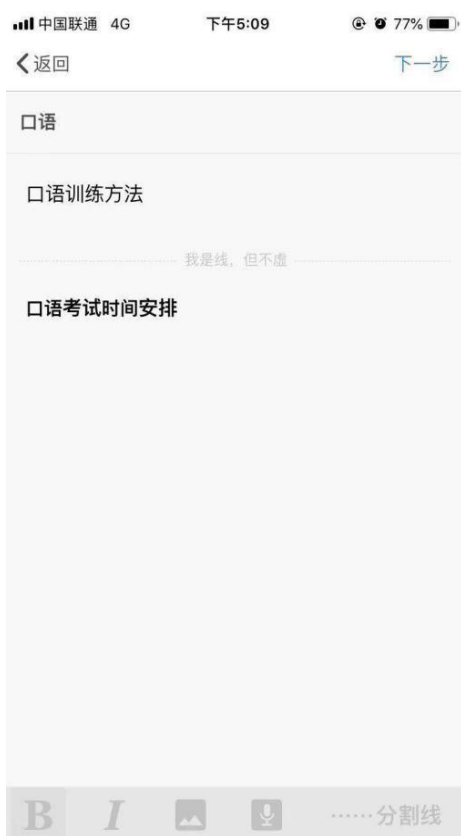 中国联通 4G 下午5:09 77%
返回 下一步
口语
口语训练方法
我是线，但不虚
口语考试时间安排
B I ······分割线